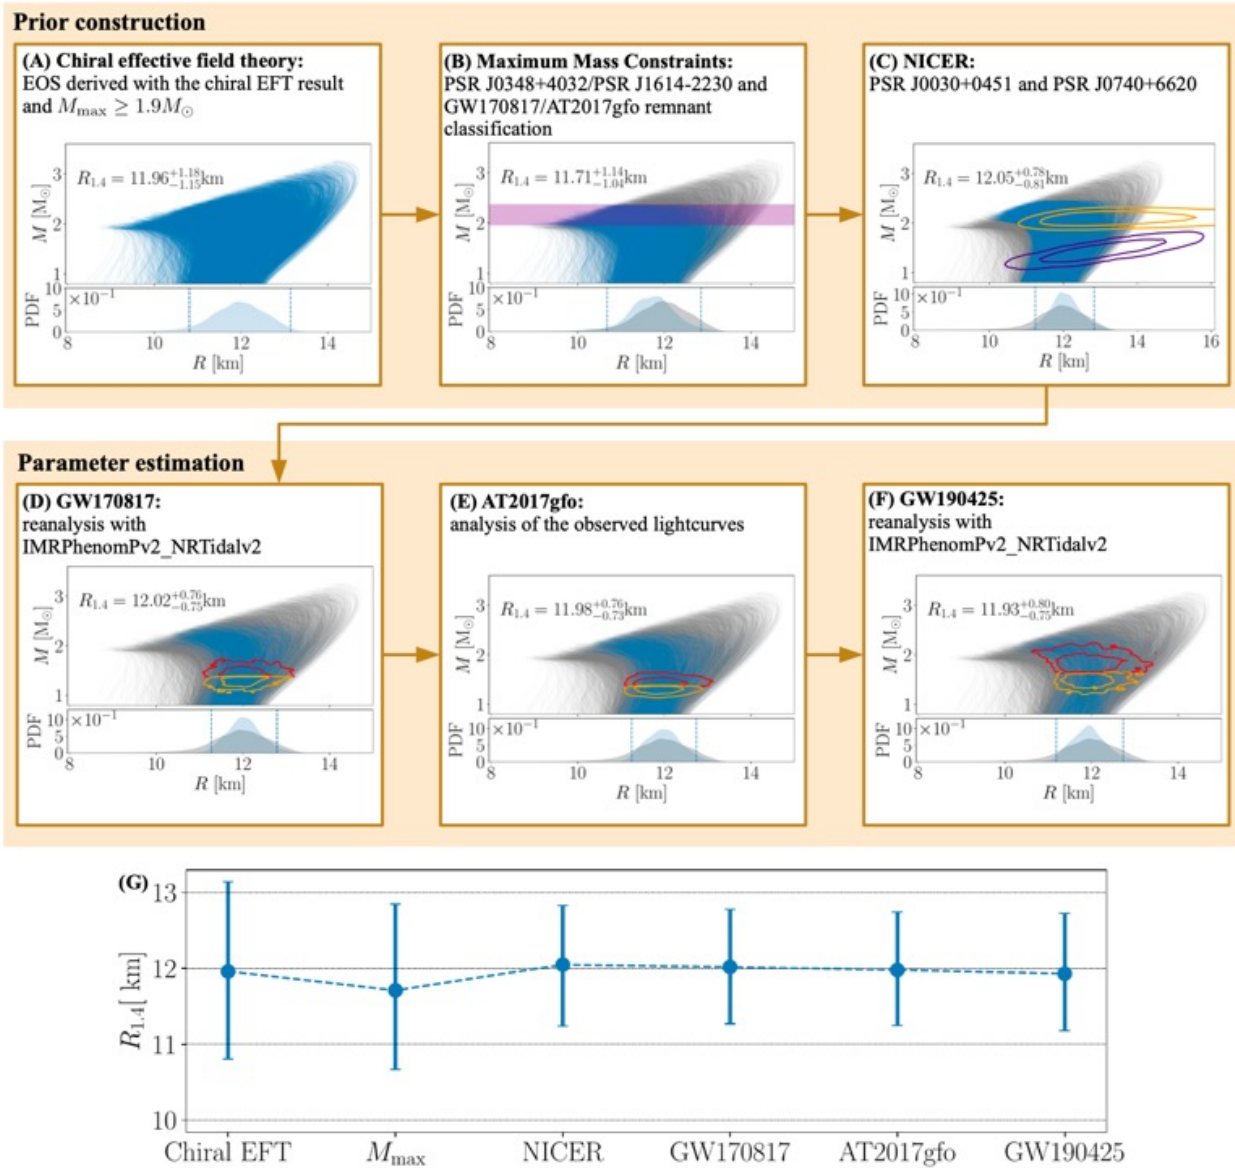 Prior construction
(A) Chiral effective field theory:
EOS derived with the chiral EFT result
and M_max ≥ 1.9M_⊙
R_1.4 = 11.96^{+1.18}_{-1.15}km
M [M_⊙]
3
2
1
PDF
10
5
0
×10^{-1}
8 10 12 14
R [km]
(B) Maximum Mass Constraints:
PSR J0348+4032/PSR J1614-2230 and
GW170817/AT2017gfo remnant
classification
R_1.4 = 11.71^{+1.14}_{-1.04}km
M [M_⊙]
3
2
1
PDF
10
5
0
×10^{-1}
8 10 12 14
R [km]
(C) NICER:
PSR J0030+0451 and PSR J0740+6620
R_1.4 = 12.05^{+0.78}_{-0.81}km
M [M_⊙]
3
2
1
PDF
10
5
0
×10^{-1}
8 10 12 14 16
R [km]
Parameter estimation
(D) GW170817:
reanalysis with
IMRPhenomPv2_NRTidalv2
R_1.4 = 12.02^{+0.76}_{-0.75}km
M [M_⊙]
3
2
1
PDF
10
5
0
×10^{-1}
8 10 12 14
R [km]
(E) AT2017gfo:
analysis of the observed lightcurves
R_1.4 = 11.98^{+0.76}_{-0.73}km
M [M_⊙]
3
2
1
PDF
10
5
0
×10^{-1}
8 10 12 14
R [km]
(F) GW190425:
reanalysis with
IMRPhenomPv2_NRTidalv2
R_1.4 = 11.93^{+0.80}_{-0.75}km
M [M_⊙]
3
2
1
PDF
10
5
0
×10^{-1}
8 10 12 14
R [km]
(G)
R_1.4[ km]
13
12
11
10
Chiral EFT M_max NICER GW170817 AT2017gfo GW190425